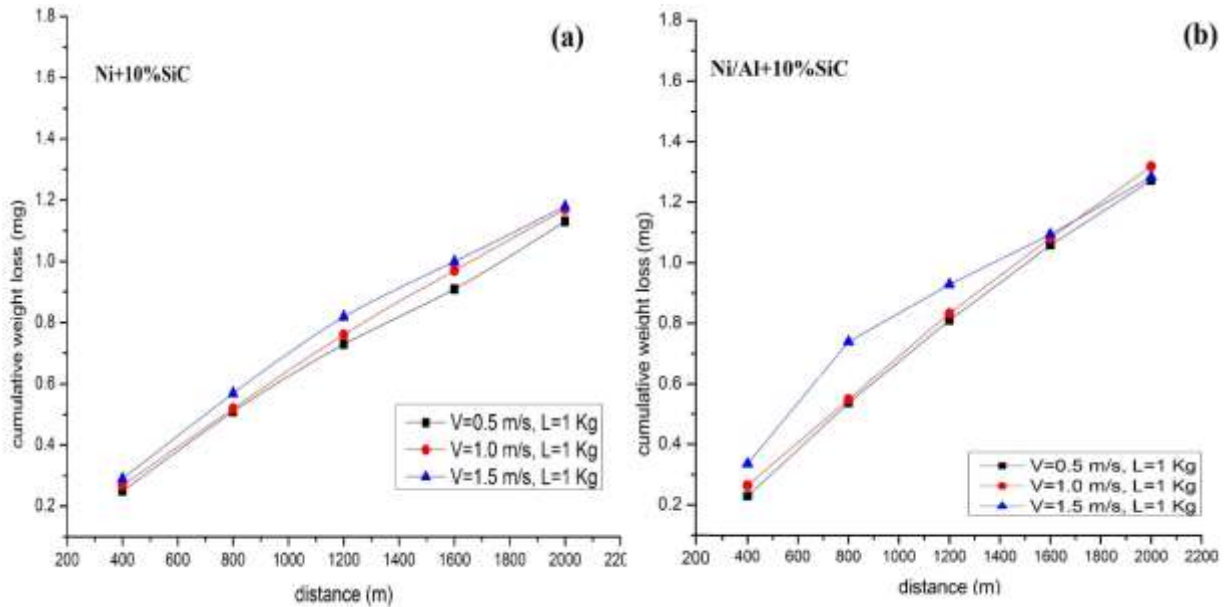 (a)
Ni+10%SiC
1.8
1.6
1.4
1.2
1.0
0.8
0.6
0.4
0.2
cumulative weight loss (mg)
V=0.5 m/s, L=1 Kg
V=1.0 m/s, L=1 Kg
V=1.5 m/s, L=1 Kg
200 400 600 800 1000 1200 1400 1600 1800 2000 220
distance (m)
(b)
Ni/Al+10%SiC
1.8
1.6
1.4
1.2
1.0
0.8
0.6
0.4
0.2
cumulative weight loss (mg)
V=0.5 m/s, L=1 Kg
V=1.0 m/s, L=1 Kg
V=1.5 m/s, L=1 Kg
200 400 600 800 1000 1200 1400 1600 1800 2000 2200
distance (m)